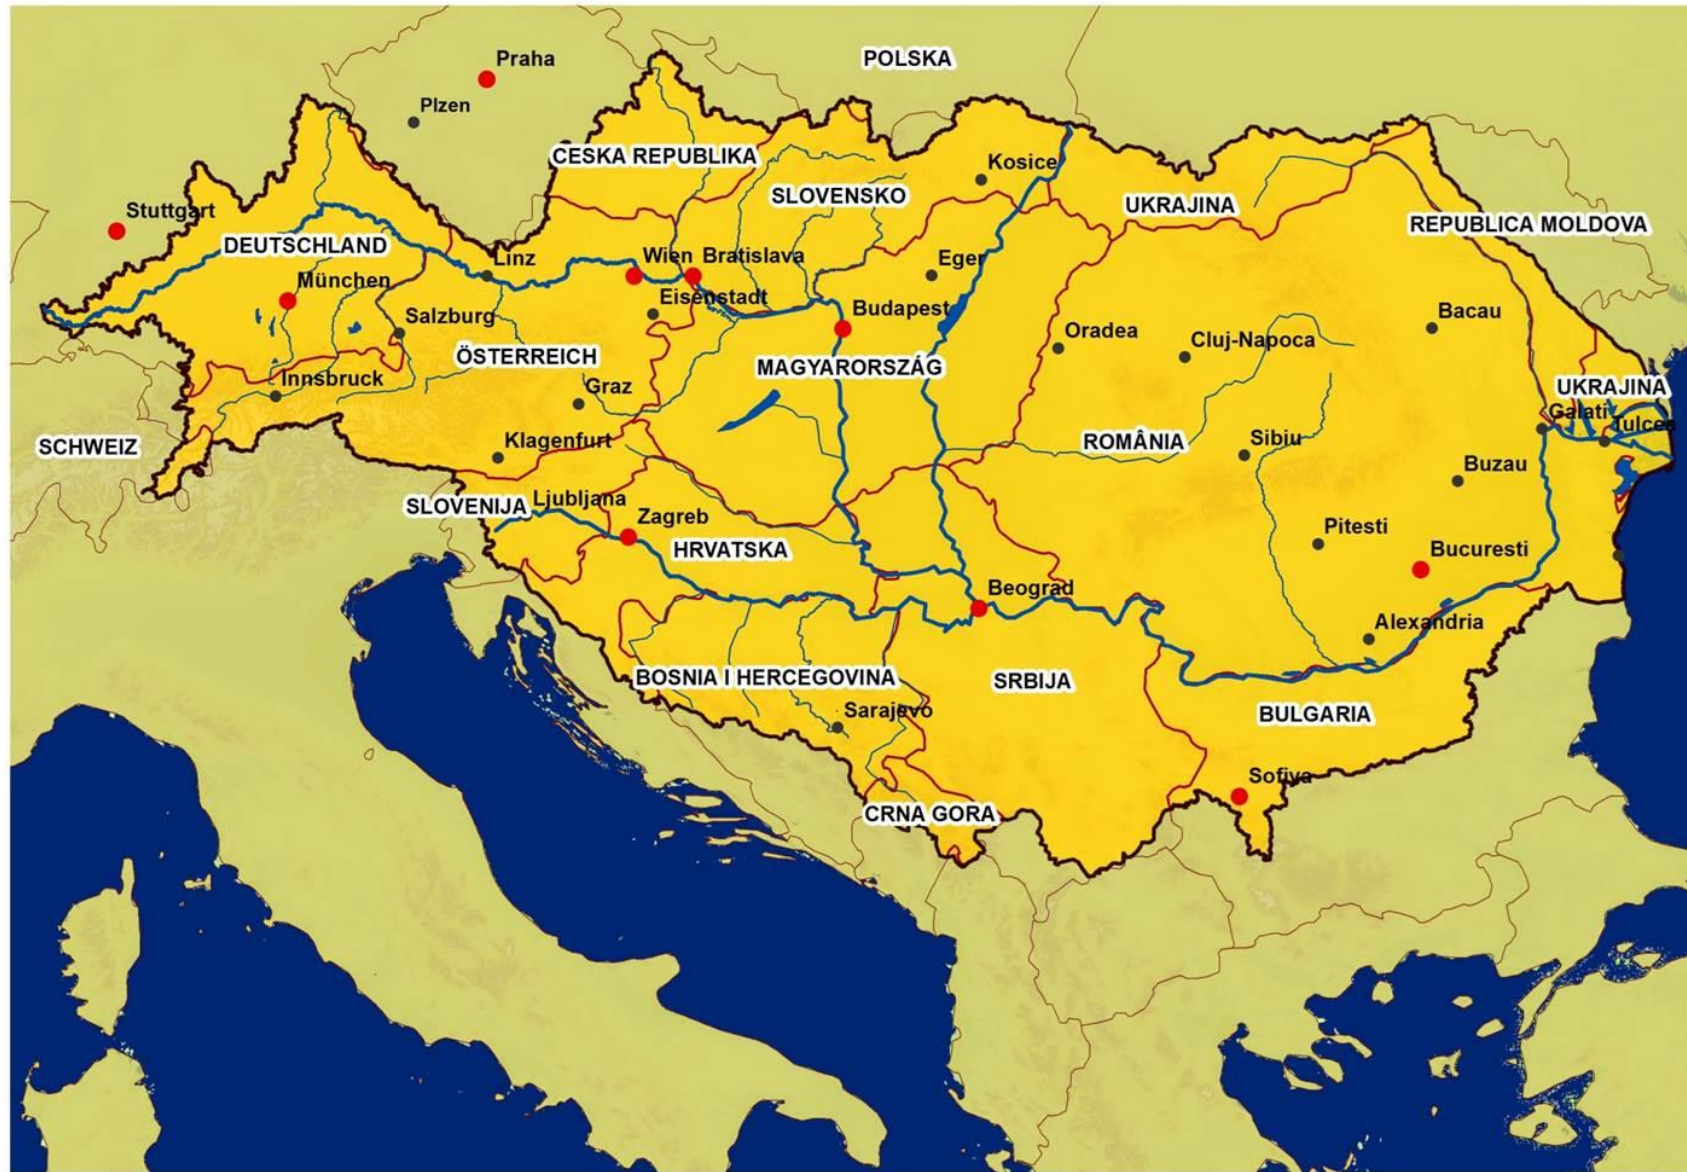 POLSKA
Praha
Plzen
CESKA REPUBLIKA
Kosice
SLOVENSKO
UKRAJINA
Stuttgart
REPUBLICA MOLDOVA
DEUTSCHLAND
Linz
Wien
Bratislava
Eger
München
Eisenstadt
Budapest
Bacau
Salzburg
Oradea
Cluj-Napoca
ÖSTERREICH
MAGYARORSZÁG
Innsbruck
Graz
UKRAJINA
Galati
Tulcea
SCHWEIZ
Klagenfurt
ROMÂNIA
Sibiu
Buzau
SLOVENIJA
Ljubljana
Zagreb
HRVATSKA
Pitesti
Bucuresti
Beograd
Alexandria
BOSNIA I HERCEGOVINA
SRBIJA
Sarajevo
BULGARIA
Sofiya
CRNA GORA